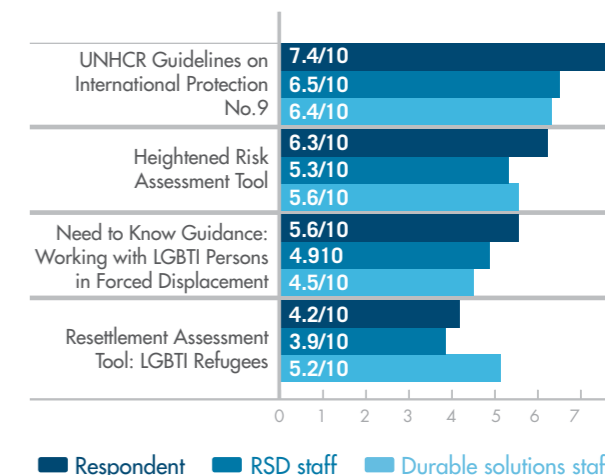 UNHCR Guidelines on
International Protection
No.9
7.4/10
6.5/10
6.4/10
Heightened Risk
Assessment Tool
6.3/10
5.3/10
5.6/10
Need to Know Guidance:
Working with LGBTI Persons
in Forced Displacement
5.6/10
4.910
4.5/10
Resettlement Assessment
Tool: LGBTI Refugees
4.2/10
3.9/10
5.2/10
0 1 2 3 4 5 6 7
Respondent RSD staff Durable solutions staf